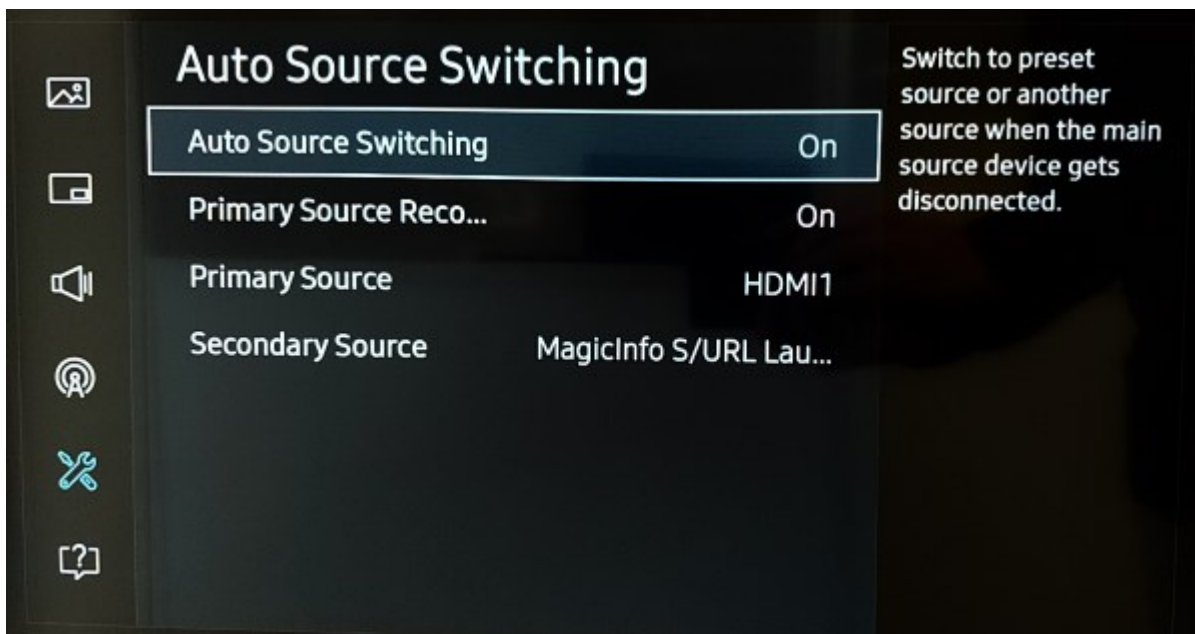 Auto Source Switching
Auto Source Switching On
Primary Source Reco... On
Primary Source HDMI1
Secondary Source MagicInfo S/URL Lau...
Switch to preset
source or another
source when the main
source device gets
disconnected.